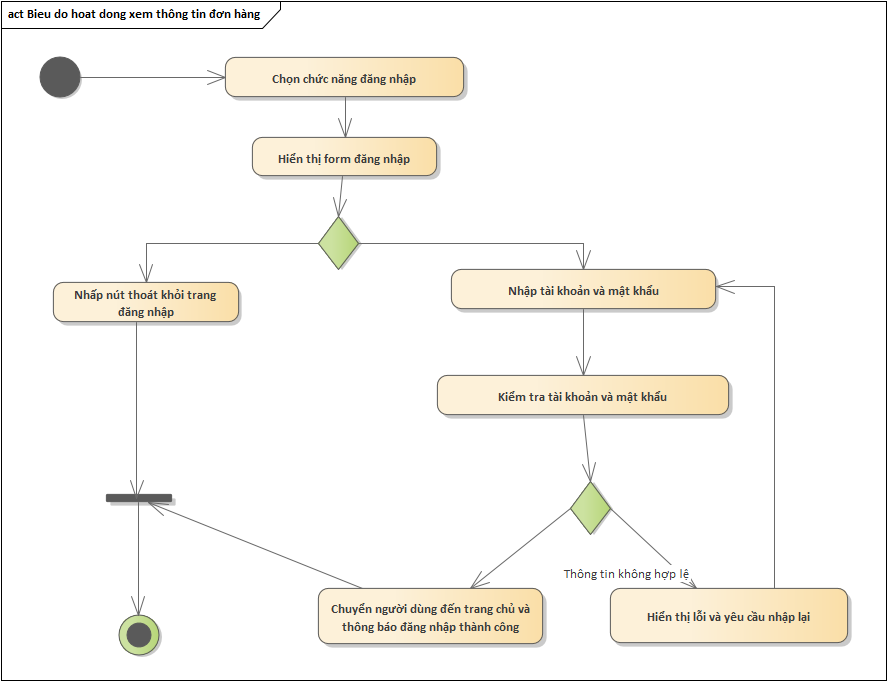 act Bieu do hoat dong xem thông tin đơn hàng
Chọn chức năng đăng nhập
Hiển thị form đăng nhập
Nhấp nút thoát khỏi trang
đăng nhập
Nhập tài khoản và mật khẩu
Kiểm tra tài khoản và mật khẩu
Thông tin không hợp lệ
Chuyển người dùng đến trang chủ và
thông báo đăng nhập thành công
Hiển thị lỗi và yêu cầu nhập lại